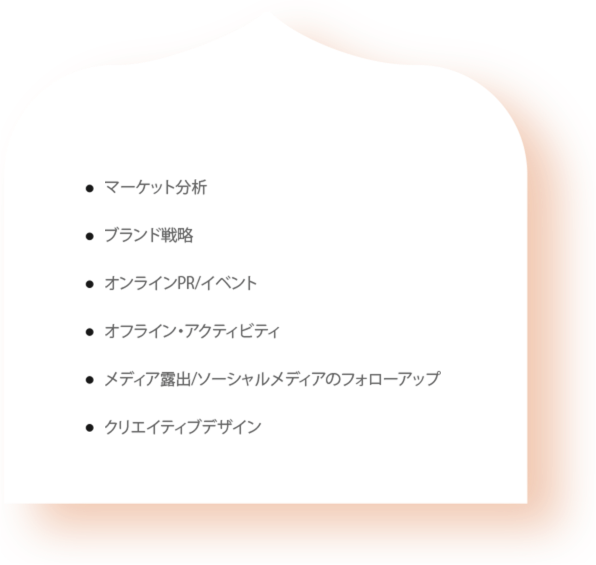 ● マーケット分析
● ブランド戦略
● オンラインPR/イベント
● オフライン・アクティビティ
● メディア露出/ソーシャルメディアのフォローアップ
● クリエイティブデザイン